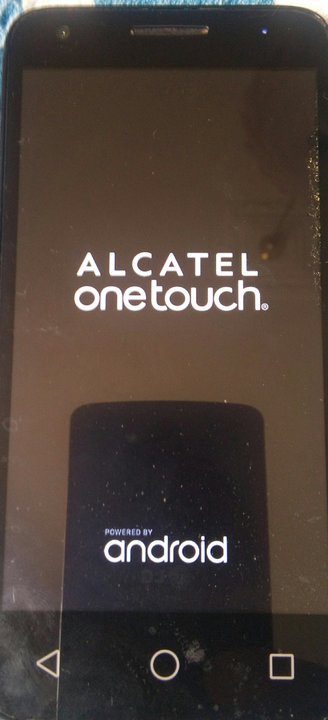 ALCATEL
onetouch®
POWERED BY
android